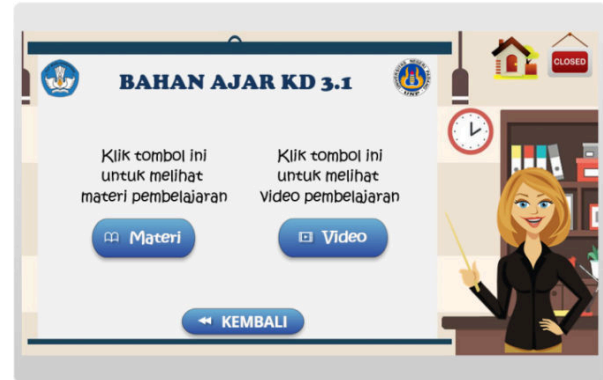 BAHAN AJAR KD 3.1
CLOSED
Klik tombol ini
untuk melihat
materi pembelajaran
Klik tombol ini
untuk melihat
Video pembelajaran
Materi
Video
KEMBALI